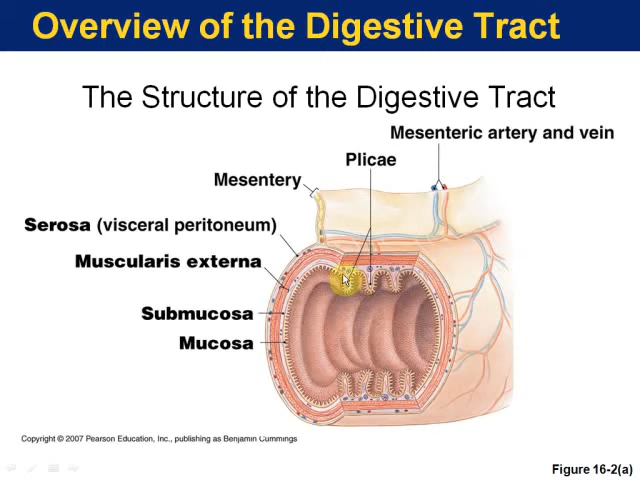 Overview of the Digestive Tract
The Structure of the Digestive Tract
Mesenteric artery and vein
Plicae
Mesentery
Serosa (visceral peritoneum)
Muscularis externa
Submucosa
Mucosa
Copyright © 2007 Pearson Education, Inc., publishing as Benjamin Cummings
Figure 16-2(a)